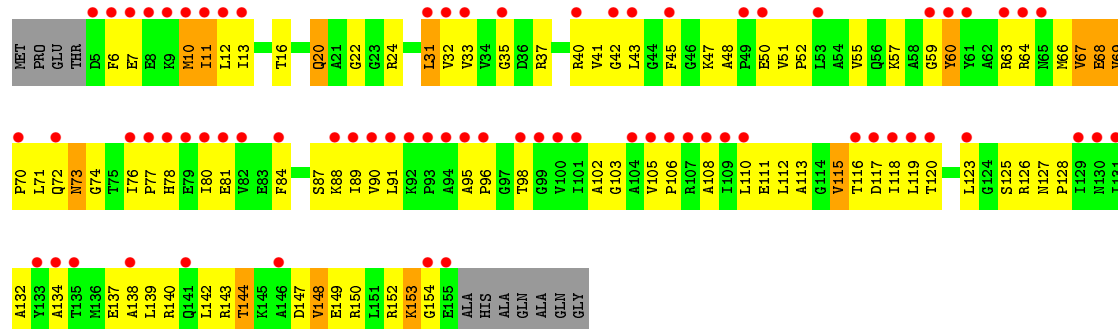 MET PRO GLU THR D5 F6 E7 E8 K9 M10 I11 L12 I13 T16 Q20 A21 G22 G23 R24 L31 V32 V33 V34 G35 D36 R37 R40 V41 G42 L43 G44 F45 G46 K47 A48 P49 E50 V51 P52 L53 A54 V55 Q56 K57 A58 G59 Y60 Y61 A62 R63 R64 N65 M66 V67 E68 V69
P70 L71 Q72 N73 G74 T75 I76 P77 H78 E79 I80 E81 V82 E83 F84 S87 K88 I89 V90 L91 K92 P93 A94 A95 P96 G97 T98 G99 V100 I101 A102 G103 A104 V105 P106 R107 A108 I109 L110 E111 L112 A113 G114 V115 T116 D117 I118 L119 T120 L123 G124 S125 R126 N127 P128 I129 N130
A132 Y133 A134 T135 M136 E137 A138 L139 R140 Q141 L142 R143 T144 K145 A146 D147 V148 E149 R150 L151 R152 K153 G154 E155 ALA HIS ALA GLN ALA GLN GLY